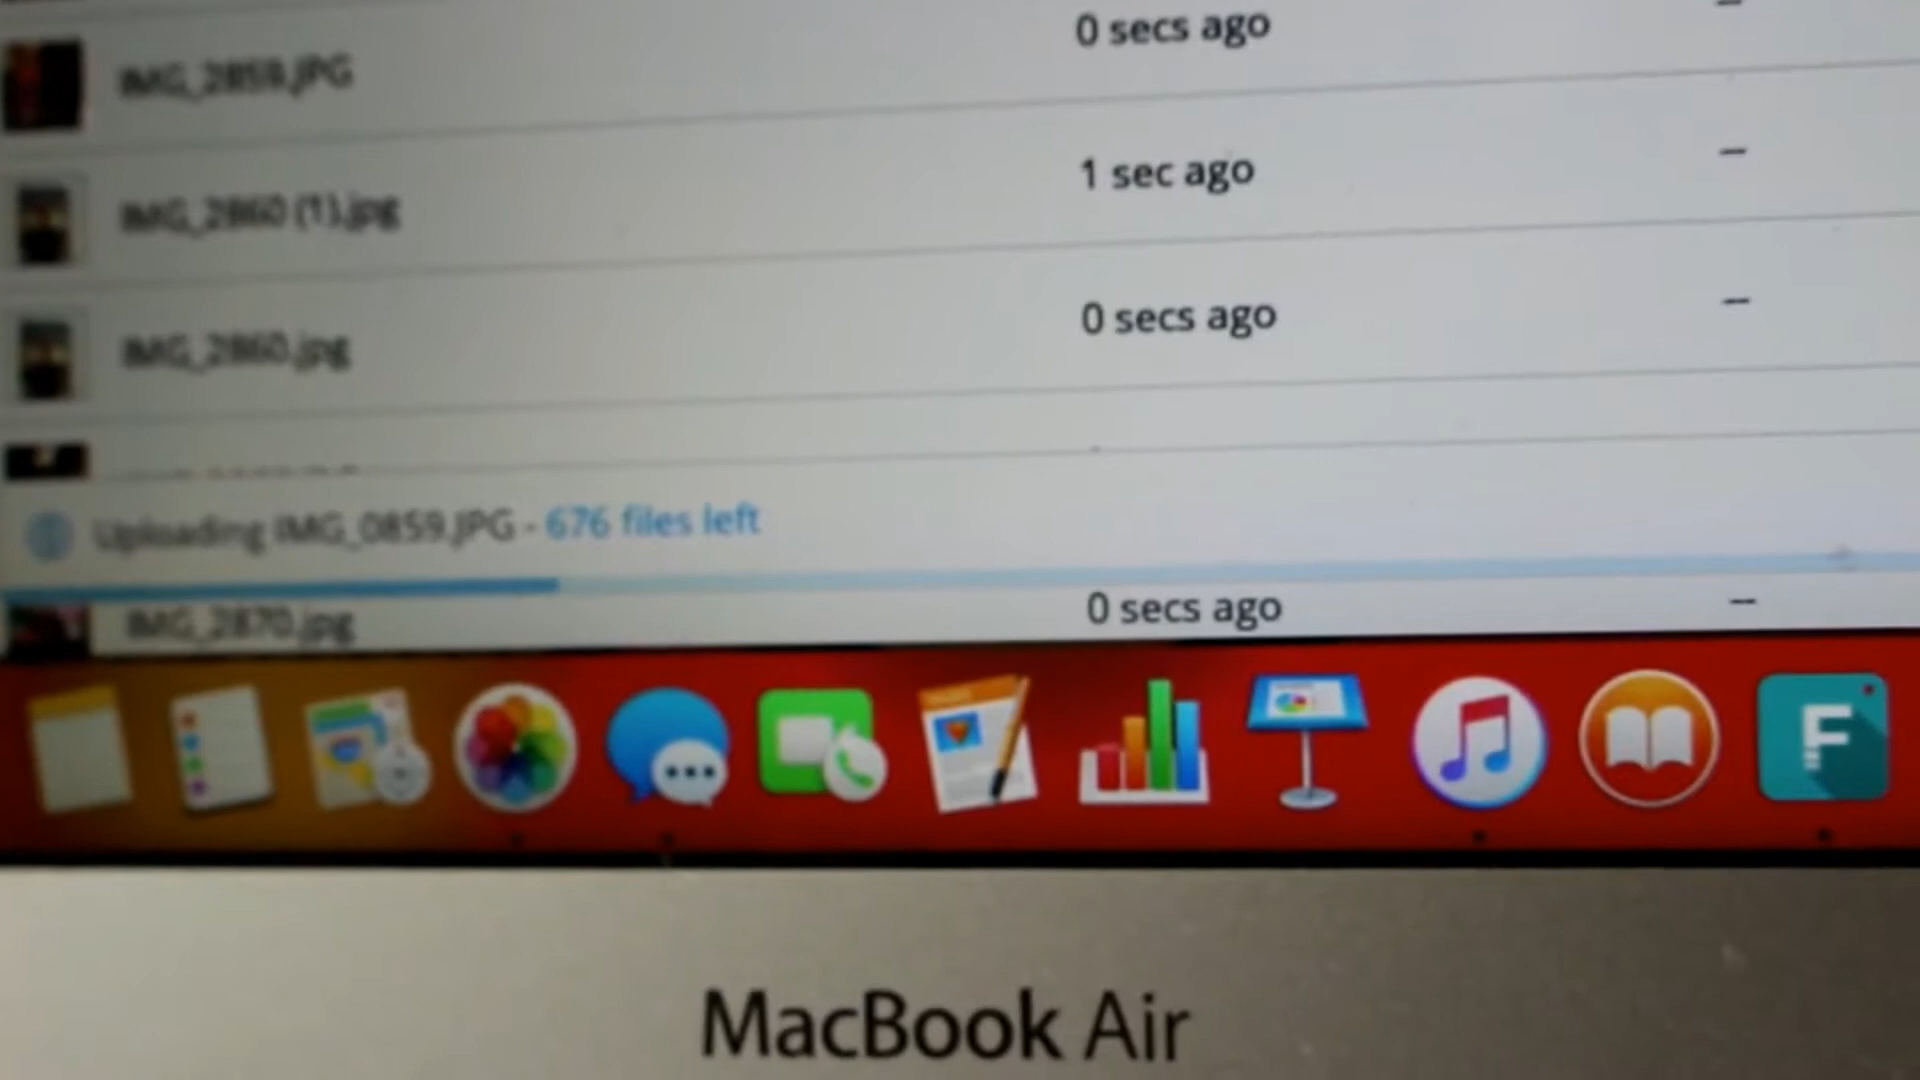 0 secs ago
IMG_2859.JPG
1 sec ago
IMG_2860 (1).jpg
0 secs ago
IMG_2860.jpg
Uploading IMG_0859.JPG - 676 files left
IMG_2870.jpg
0 secs ago
F
MacBook Air